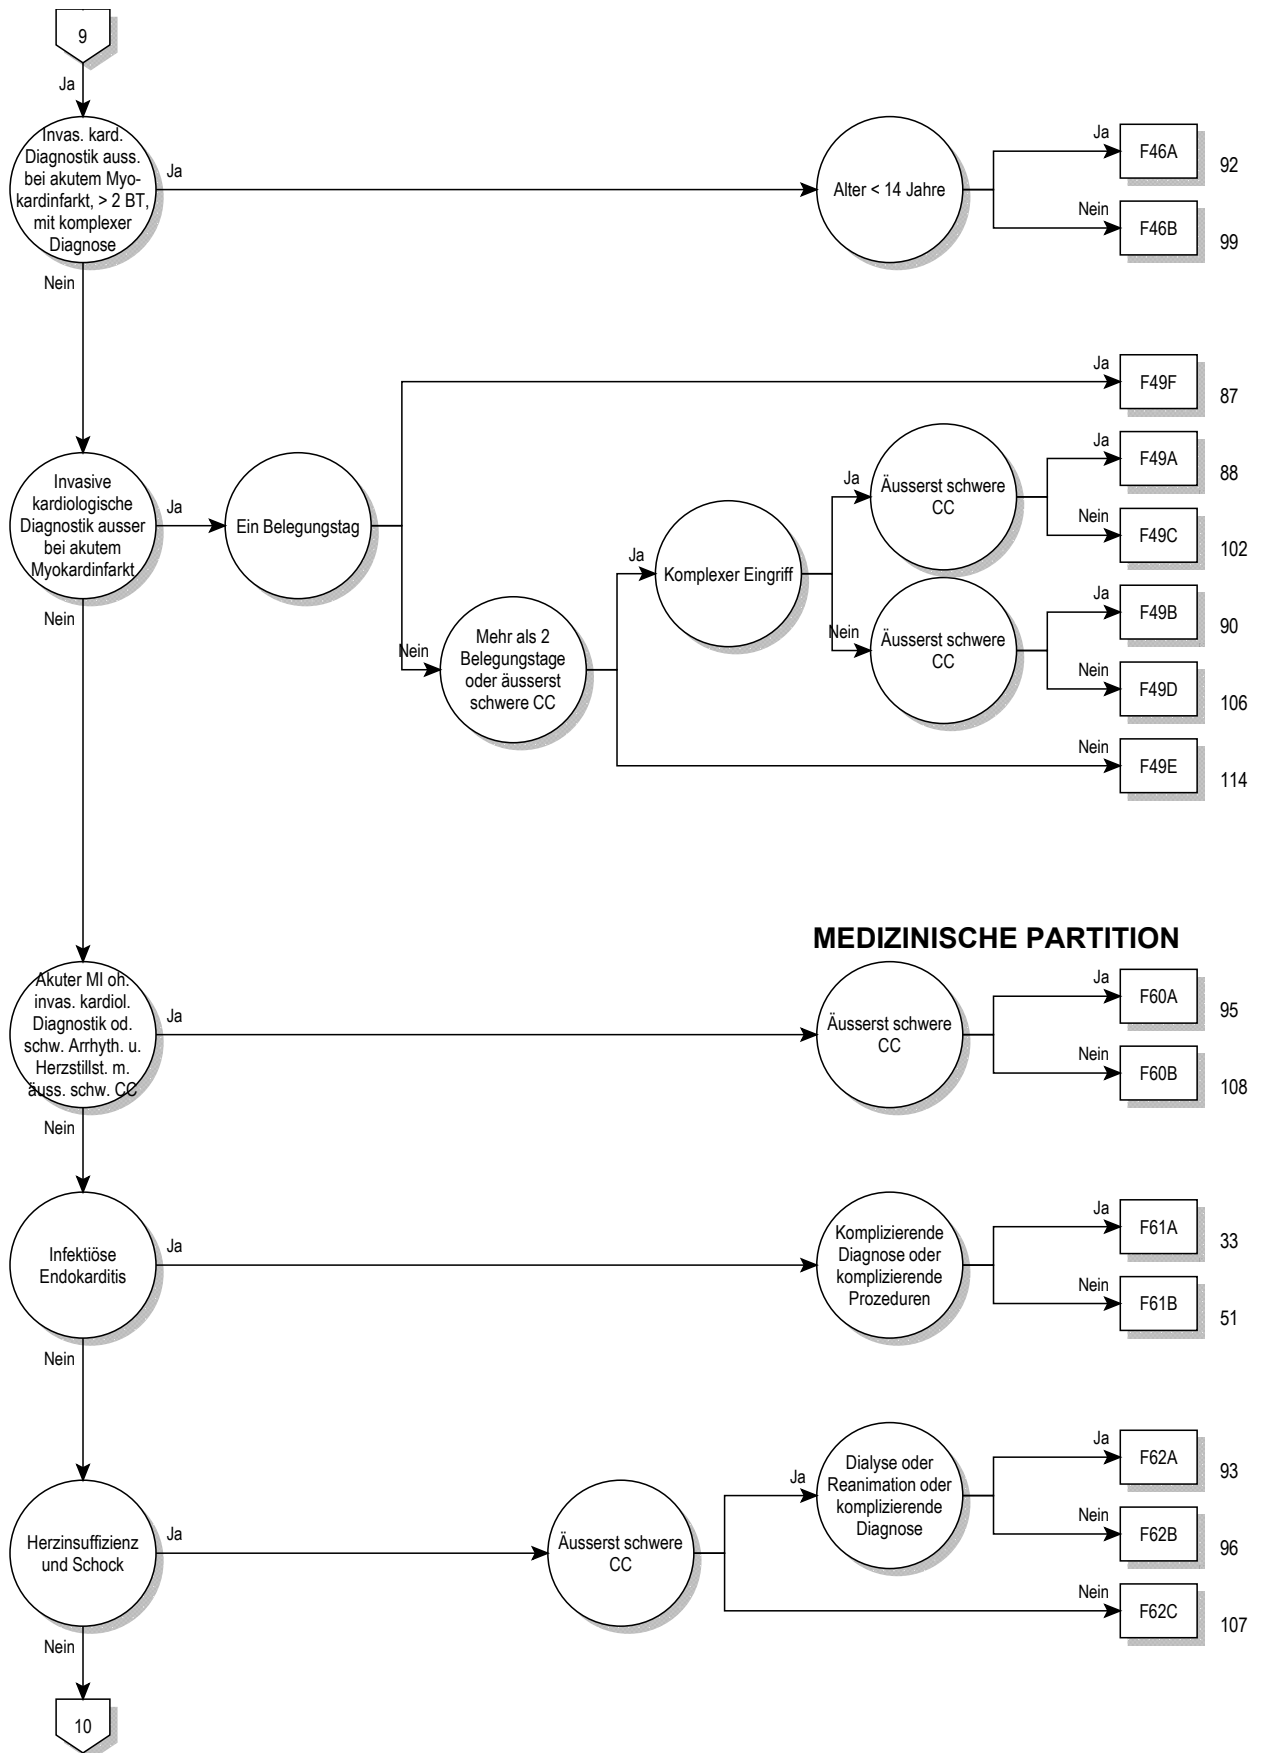 9
Ja
Invas. kard.
Diagnostik auss.
bei akutem Myo-
kardinfarkt, > 2 BT,
mit komplexer
Diagnose
Ja
Alter < 14 Jahre
Ja
F46A
92
Nein
F46B
99
Nein
Ja
F49F
87
Invasive
kardiologische
Diagnostik ausser
bei akutem
Myokardinfarkt
Ja
Ein Belegungstag
Nein
Mehr als 2
Belegungstage
oder äusserst
schwere CC
Ja
Komplexer Eingriff
Ja
Äusserst schwere
CC
Ja
F49A
88
Nein
F49C
102
Nein
Äusserst schwere
CC
Ja
F49B
90
Nein
F49D
106
Nein
F49E
114
Nein
MEDIZINISCHE PARTITION
Akuter MI oh.
invas. kardiol.
Diagnostik od.
schw. Arrhyth. u.
Herzstillst. m.
äuss. schw. CC
Ja
Äusserst schwere
CC
Ja
F60A
95
Nein
F60B
108
Nein
Infektiöse
Endokarditis
Ja
Komplizierende
Diagnose oder
komplizierende
Prozeduren
Ja
F61A
33
Nein
F61B
51
Nein
Herzinsuffizienz
und Schock
Ja
Äusserst schwere
CC
Ja
Dialyse oder
Reanimation oder
komplizierende
Diagnose
Ja
F62A
93
Nein
F62B
96
Nein
F62C
107
Nein
10